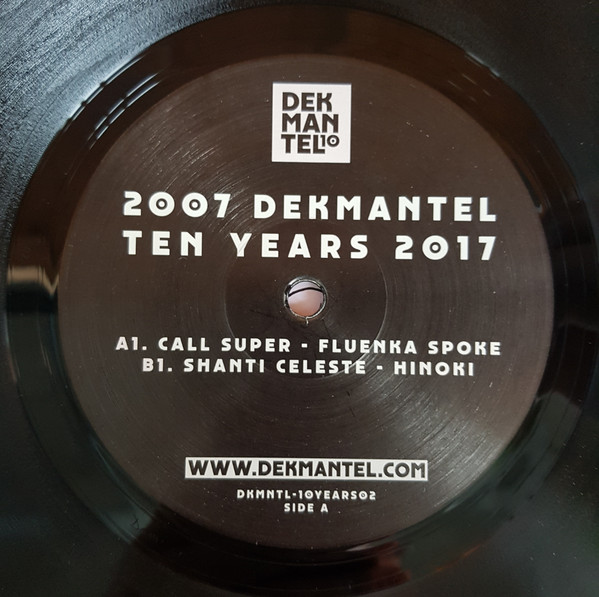 DEK
MAN
TEL10
2007 DEKMANTEL
TEN YEARS 2017
A1. CALL SUPER - FLUENKA SPOKE
B1. SHANTI CELESTE - HINOKI
WWW.DEKMANTEL.COM
DKMNTL-10YEARS02
SIDE A